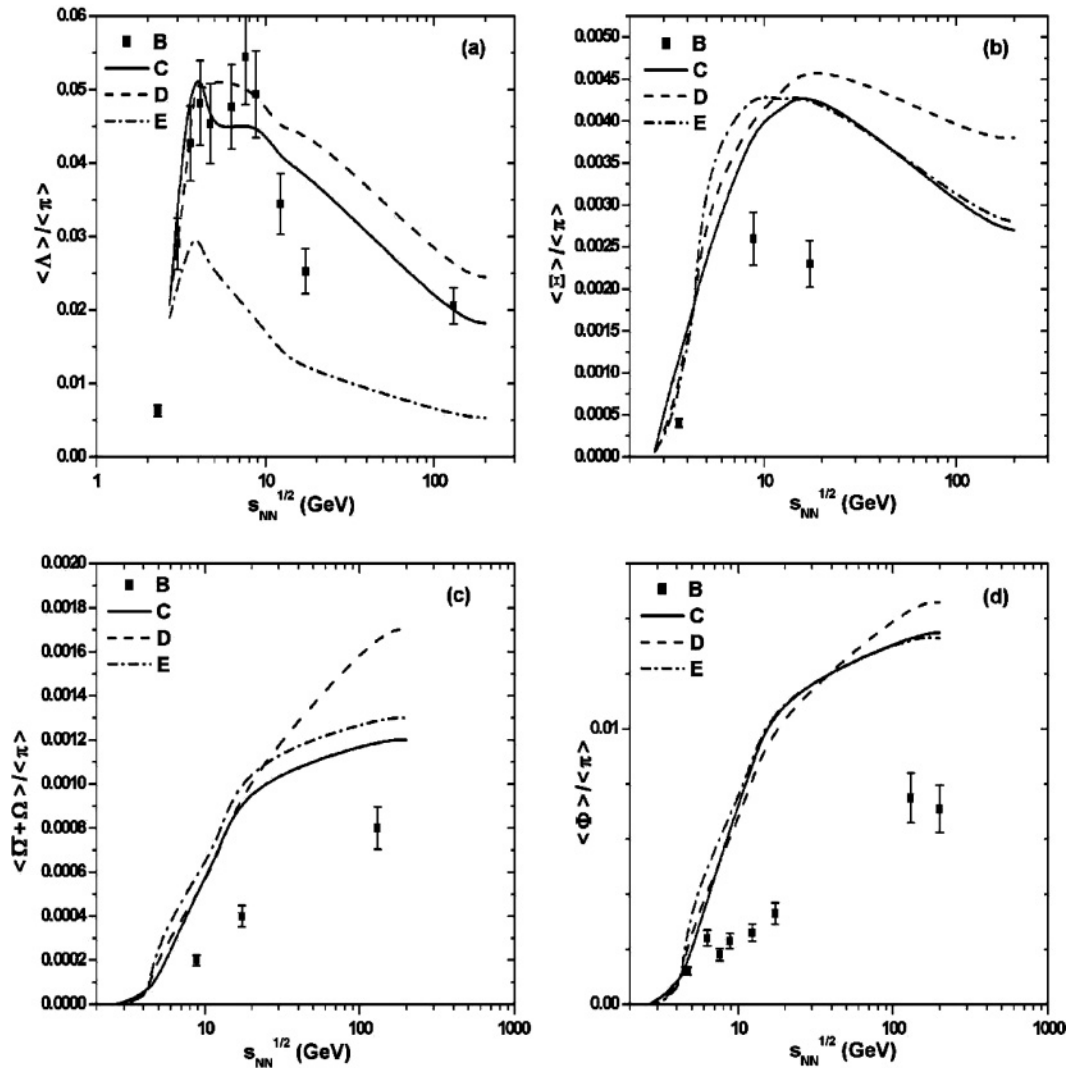 (a)
B
C
D
E
0.06
0.05
0.04
0.03
0.02
0.01
0.00
<Λ>/<π>
1 10 100
s_NN^1/2 (GeV)
(b)
B
C
D
E
0.0050
0.0045
0.0040
0.0035
0.0030
0.0025
0.0020
0.0015
0.0010
0.0005
0.0000
<Ξ>/<π>
10 100
s_NN^1/2 (GeV)
(c)
B
C
D
E
0.0020
0.0018
0.0016
0.0014
0.0012
0.0010
0.0008
0.0006
0.0004
0.0002
0.0000
<Ω̅+Ω>/<π>
10 100 1000
s_NN^1/2 (GeV)
(d)
B
C
D
E
0.01
0.00
<Φ>/<π>
10 100 1000
s_NN^1/2 (GeV)